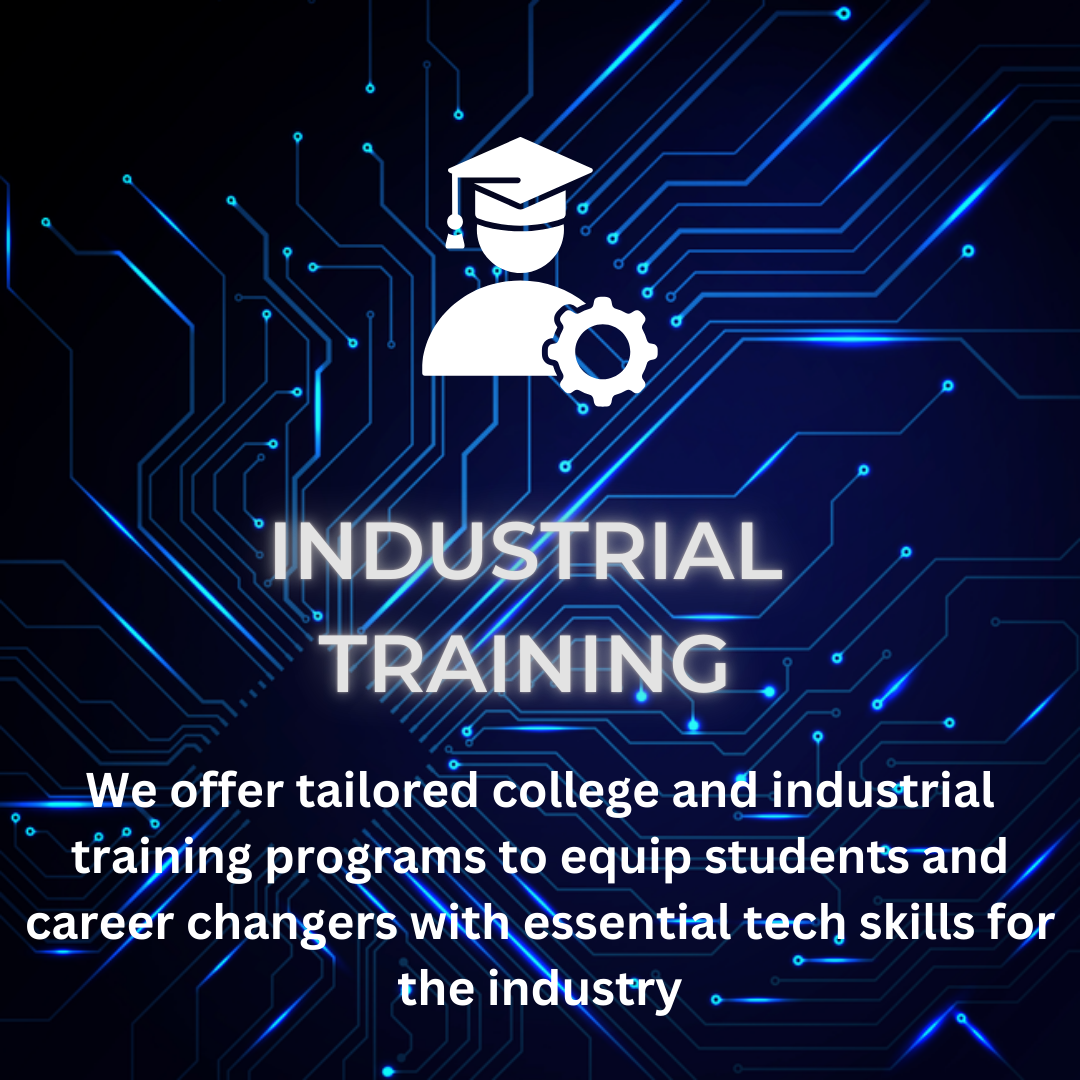 INDUSTRIAL
TRAINING
We offer tailored college and industrial
training programs to equip students and
career changers with essential tech skills for
the industry